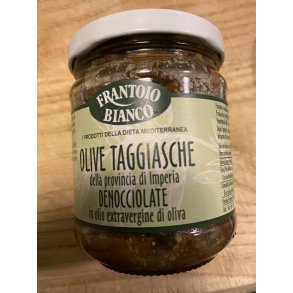 FRANTOIO
BIANCO
I PRODOTTI DELLA DIETA MEDITERRANEA
OLIVE TAGGIASCHE
della provincia di Imperia
DENOCCIOLATE
in olio extravergine di oliva